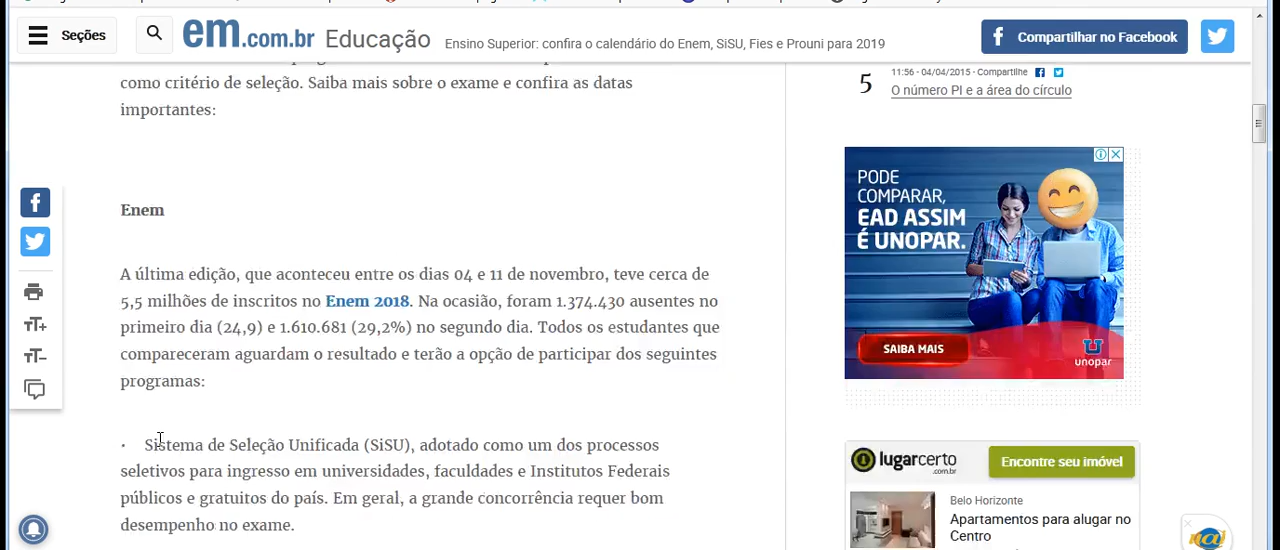 Seções
em.com.br Educação
Ensino Superior: confira o calendário do Enem, SiSU, Fies e Prouni para 2019
Compartilhar no Facebook
como critério de seleção. Saiba mais sobre o exame e confira as datas
importantes:
Enem
A última edição, que aconteceu entre os dias 04 e 11 de novembro, teve cerca de
5,5 milhões de inscritos no Enem 2018. Na ocasião, foram 1.374.430 ausentes no
primeiro dia (24,9) e 1.610.681 (29,2%) no segundo dia. Todos os estudantes que
compareceram aguardam o resultado e terão a opção de participar dos seguintes
programas:
• Sistema de Seleção Unificada (SiSU), adotado como um dos processos
seletivos para ingresso em universidades, faculdades e Institutos Federais
públicos e gratuitos do país. Em geral, a grande concorrência requer bom
desempenho no exame.
11:56 - 04/04/2015 - Compartilhe
5
O número PI e a área do círculo
PODE
COMPARAR,
EAD ASSIM
É UNOPAR.
SAIBA MAIS
unopar
lugarcerto
.com.br
Encontre seu imóvel
Belo Horizonte
Apartamentos para alugar no
Centro